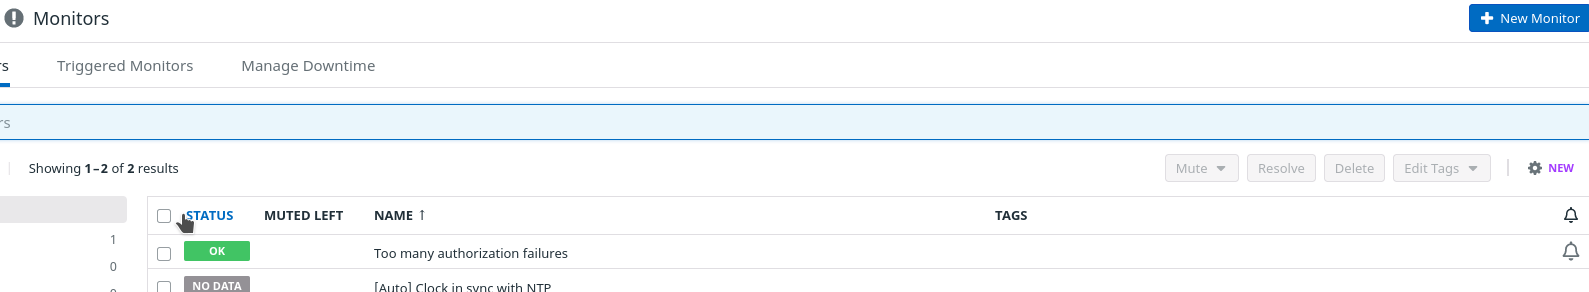 Monitors
New Monitor
rs Triggered Monitors Manage Downtime
rs
Showing 1–2 of 2 results Mute Resolve Delete Edit Tags NEW
STATUS MUTED LEFT NAME ↑ TAGS
1
OK Too many authorization failures
0
NO DATA [Auto] Clock in sync with NTP